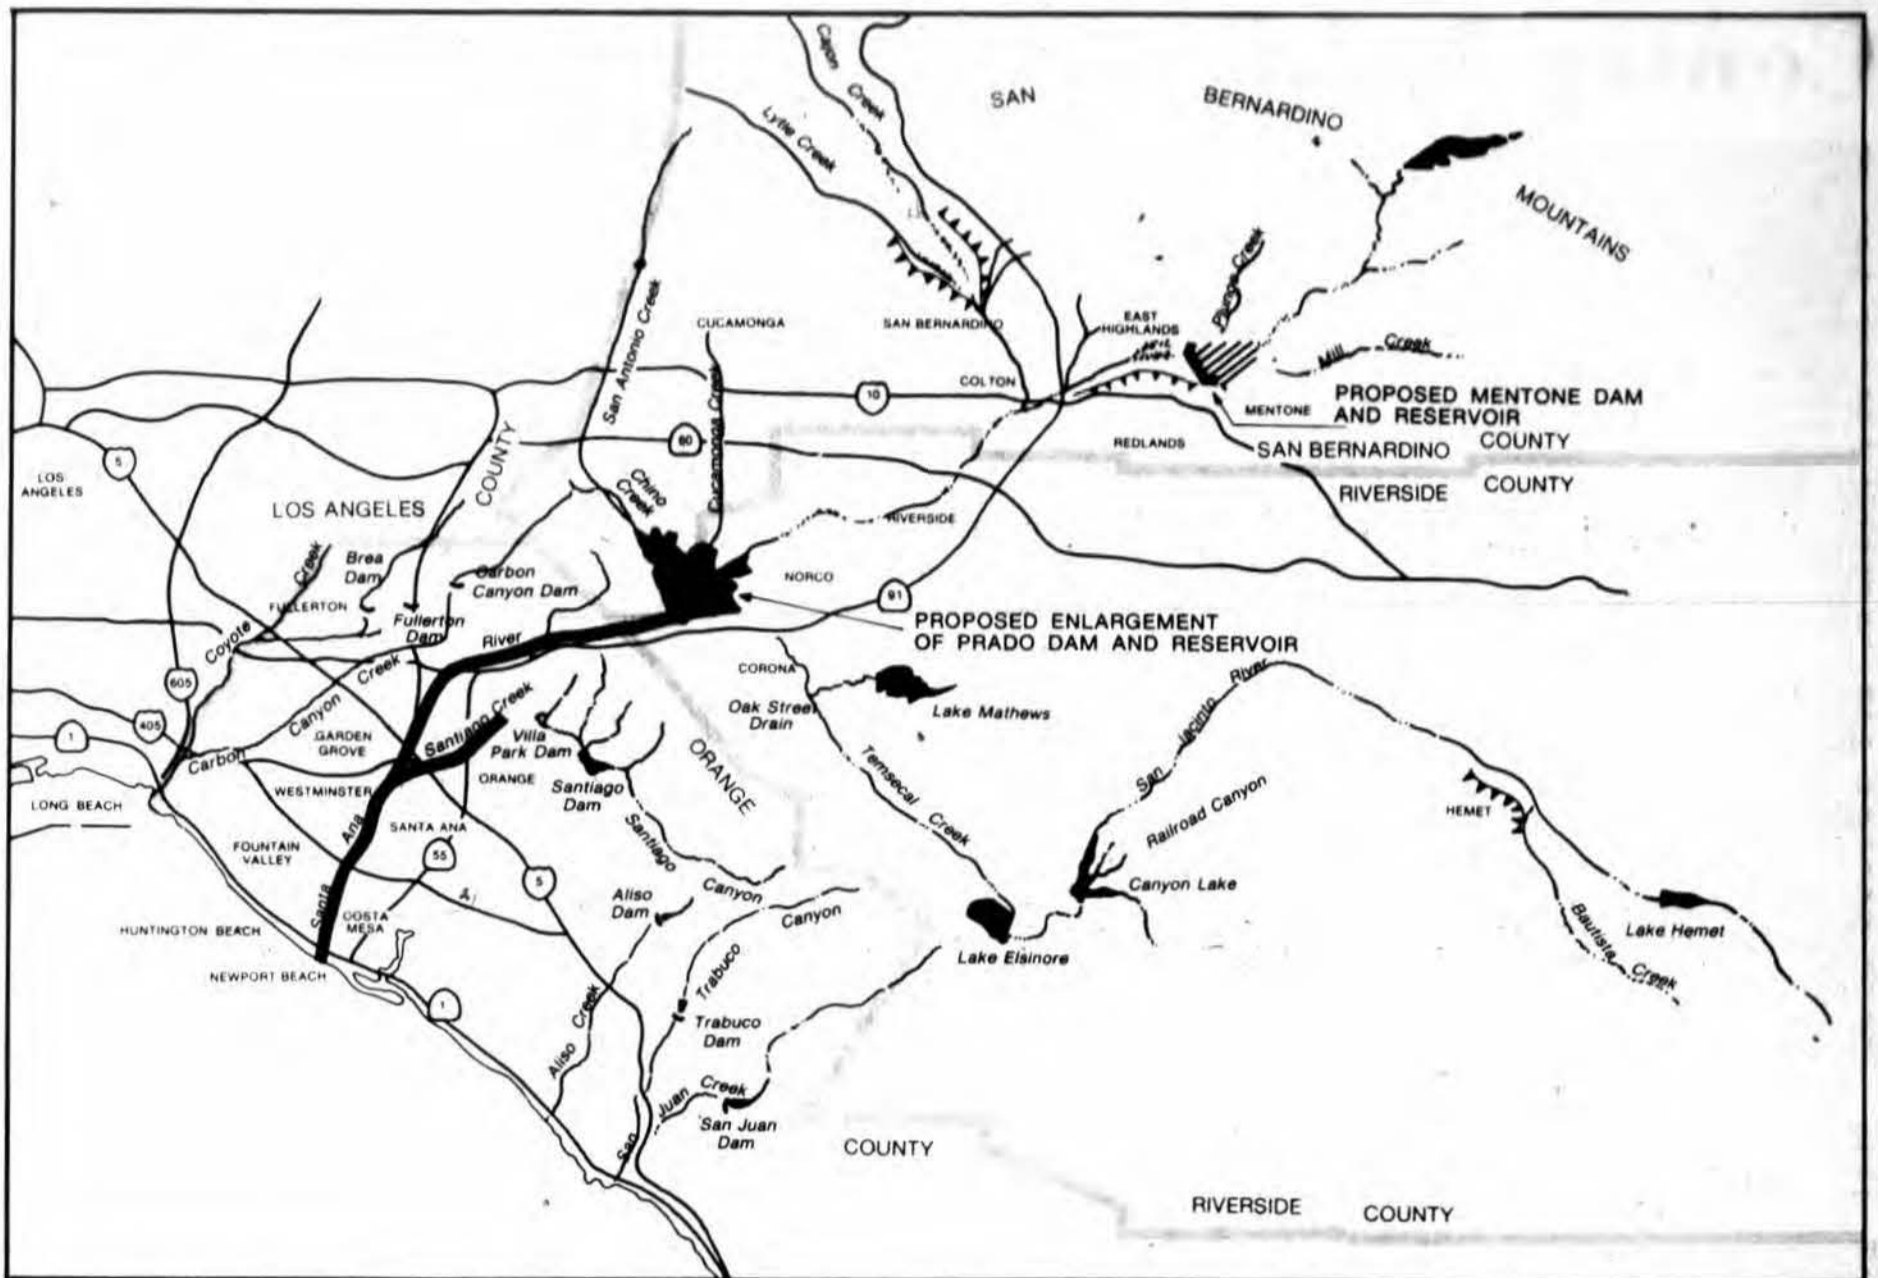 Cajon
Creek
Lytle Creek
SAN
BERNARDINO
MOUNTAINS
San Antonio Creek
CUCAMONGA
Cucamonga Creek
SAN BERNARDINO
EAST
HIGHLANDS
Plunge Creek
Mill Creek
COLTON
10
MENTONE
PROPOSED MENTONE DAM
AND RESERVOIR
REDLANDS
SAN BERNARDINO COUNTY
RIVERSIDE COUNTY
60
5
LOS
ANGELES
LOS ANGELES
COUNTY
Chino
Creek
RIVERSIDE
NORCO
91
PROPOSED ENLARGEMENT
OF PRADO DAM AND RESERVOIR
Brea
Dam
Carbon
Canyon Dam
FULLERTON
Fullerton
Dam
Coyote Creek
River
Carbon Canyon Creek
605
405
1
GARDEN
GROVE
WESTMINSTER
Santiago Creek
Villa
Park Dam
ORANGE
Santiago
Dam
ORANGE
CORONA
Oak Street
Drain
Lake Mathews
Temsecal Creek
San Jacinto River
Railroad Canyon
Canyon Lake
Lake Elsinore
HEMET
Bautista Creek
Lake Hemet
LONG BEACH
FOUNTAIN
VALLEY
Santa Ana
SANTA ANA
55
5
Santiago Canyon
HUNTINGTON BEACH
COSTA
MESA
NEWPORT BEACH
1
Aliso
Dam
Aliso Creek
Trabuco Canyon
Trabuco
Dam
San Juan Creek
San Juan
Dam
COUNTY
RIVERSIDE COUNTY